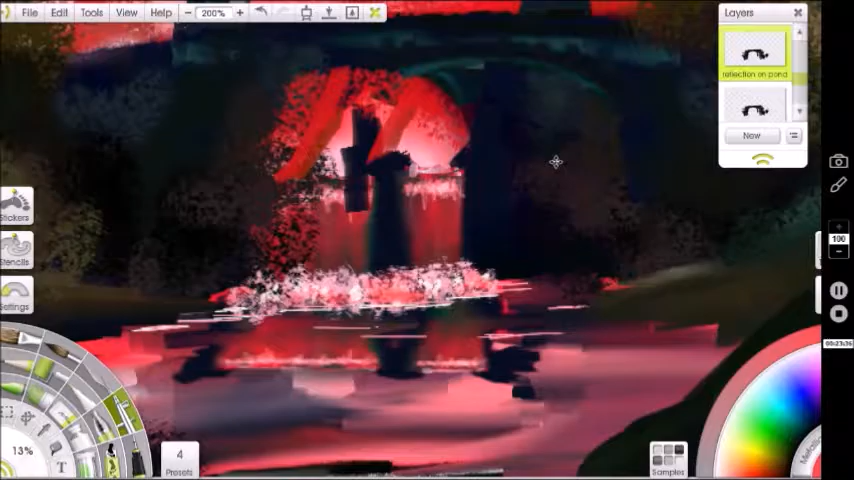 File Edit Tools View Help 200%
Layers
reflection on pond
New
Stickers
Stencils
Settings
100
13%
T
4
Presets
Samples